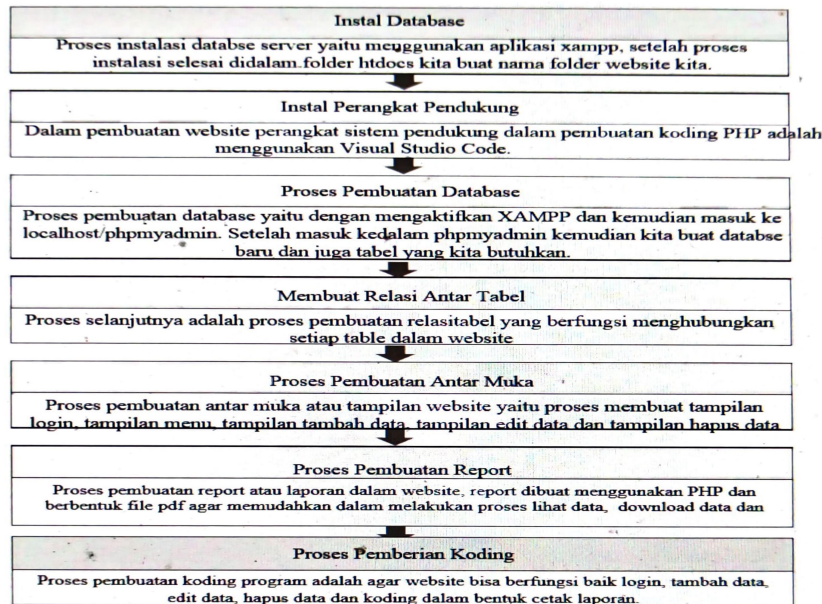 Instal Database
Proses instalasi databse server yaitu menggunakan aplikasi xampp, setelah proses
instalasi selesai didalam folder htdocs kita buat nama folder website kita.
Instal Perangkat Pendukung
Dalam pembuatan website perangkat sistem pendukung dalam pembuatan koding PHP adalah
menggunakan Visual Studio Code.
Proses Pembuatan Database
Proses pembuatan database yaitu dengan mengaktifkan XAMPP dan kemudian masuk ke
localhost/phpmyadmin. Setelah masuk kedalam phpmyadmin kemudian kita buat databse
baru dan juga tabel yang kita butuhkan.
Membuat Relasi Antar Tabel
Proses selanjutnya adalah proses pembuatan relasitabel yang berfungsi menghubungkan
setiap table dalam website
Proses Pembuatan Antar Muka
Proses pembuatan antar muka atau tampilan website yaitu proses membuat tampilan
login, tampilan menu, tampilan tambah data, tampilan edit data dan tampilan hapus data
Proses Pembuatan Report
Proses pembuatan report atau laporan dalam website, report dibuat menggunakan PHP dan
berbentuk file pdf agar memudahkan dalam melakukan proses lihat data, download data dan
Proses Pemberian Koding
Proses pembuatan koding program adalah agar website bisa berfungsi baik login, tambah data,
edit data, hapus data dan koding dalam bentuk cetak laporan.